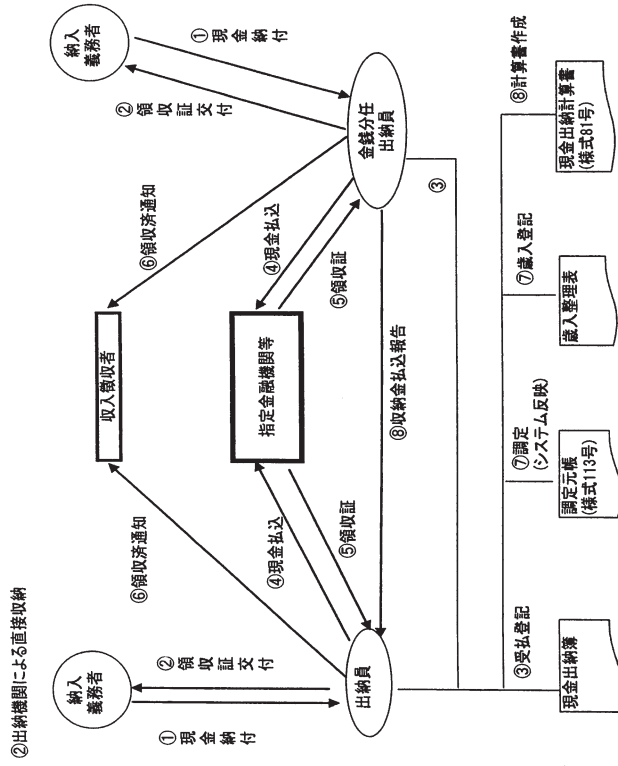 ②出納機関による直接収納
納入
義務者
①現金納付
②領収証交付
出納員
⑥領収済通知
④現金払込
⑤領収証
収入徴収者
指定金融機関等
⑥領収済通知
④現金払込
⑤領収証
⑧収納金払込報告
納入
義務者
①現金納付
②領収証交付
金銭分任
出納員
③
③受払登記
⑦調定
(システム反映)
⑦歳入登記
⑧計算書作成
現金出納簿
調定元帳
(様式113号)
歳入整理表
現金出納計算書
(様式81号)